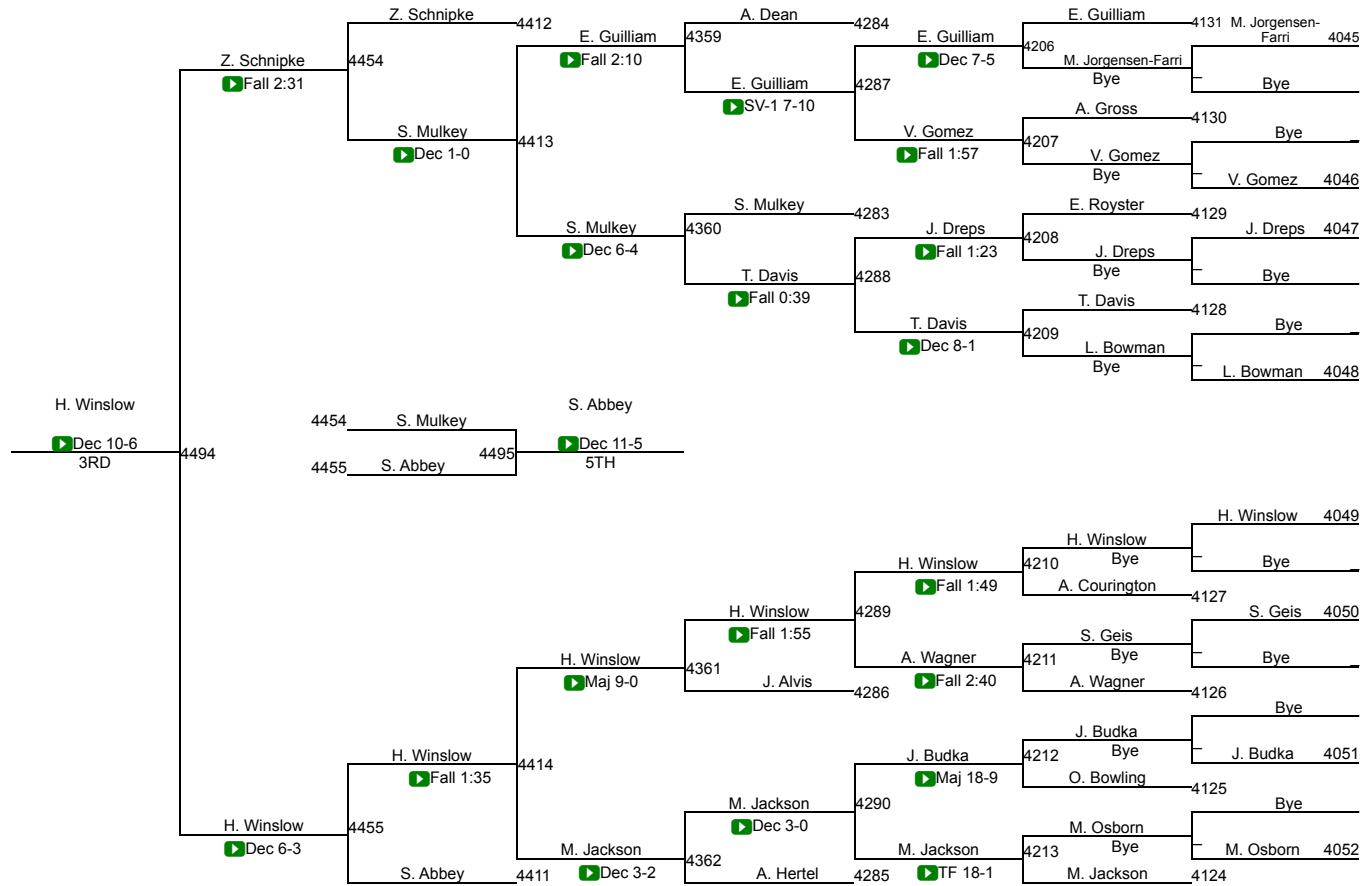 Z. Schnipke
4412
A. Dean
4284
E. Guilliam
4131
M. Jorgensen-
Farri
4045
E. Guilliam
Fall 2:10
4359
E. Guilliam
Dec 7-5
4206
M. Jorgensen-Farri
Bye
Bye
Z. Schnipke
Fall 2:31
4454
E. Guilliam
SV-1 7-10
4287
A. Gross
4130
Bye
S. Mulkey
Dec 1-0
4413
V. Gomez
Fall 1:57
4207
V. Gomez
Bye
V. Gomez
4046
S. Mulkey
4283
E. Royster
4129
J. Dreps
4047
S. Mulkey
Dec 6-4
4360
J. Dreps
Fall 1:23
4208
J. Dreps
Bye
Bye
T. Davis
Fall 0:39
4288
T. Davis
4128
Bye
T. Davis
Dec 8-1
4209
L. Bowman
Bye
L. Bowman
4048
H. Winslow
Dec 10-6
3RD
4494
4454
S. Mulkey
4455
S. Abbey
4495
S. Abbey
Dec 11-5
5TH
H. Winslow
4049
H. Winslow
Bye
Bye
H. Winslow
Fall 1:49
4210
A. Courington
4127
H. Winslow
Fall 1:55
4289
S. Geis
4050
S. Geis
Bye
Bye
H. Winslow
Maj 9-0
4361
J. Alvis
4286
A. Wagner
Fall 2:40
4211
A. Wagner
4126
Bye
J. Budka
Bye
J. Budka
4051
H. Winslow
Fall 1:35
4414
J. Budka
Maj 18-9
4212
O. Bowling
4125
M. Jackson
Dec 3-0
4290
Bye
M. Osborn
Bye
M. Osborn
4052
H. Winslow
Dec 6-3
4455
M. Jackson
Dec 3-2
4362
M. Jackson
TF 18-1
4213
S. Abbey
4411
A. Hertel
4285
M. Jackson
4124